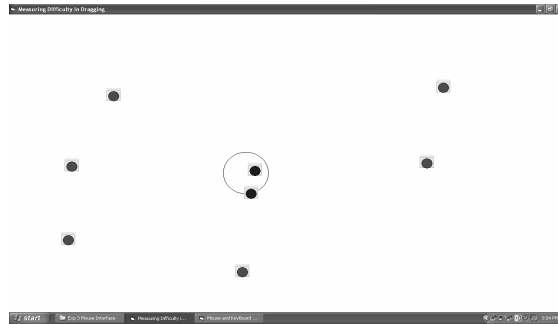 Measuring Difficulty in Dragging
start
Exp 3 Mouse Interface
Measuring Difficulty i...
Mouse and KeyBoard ...